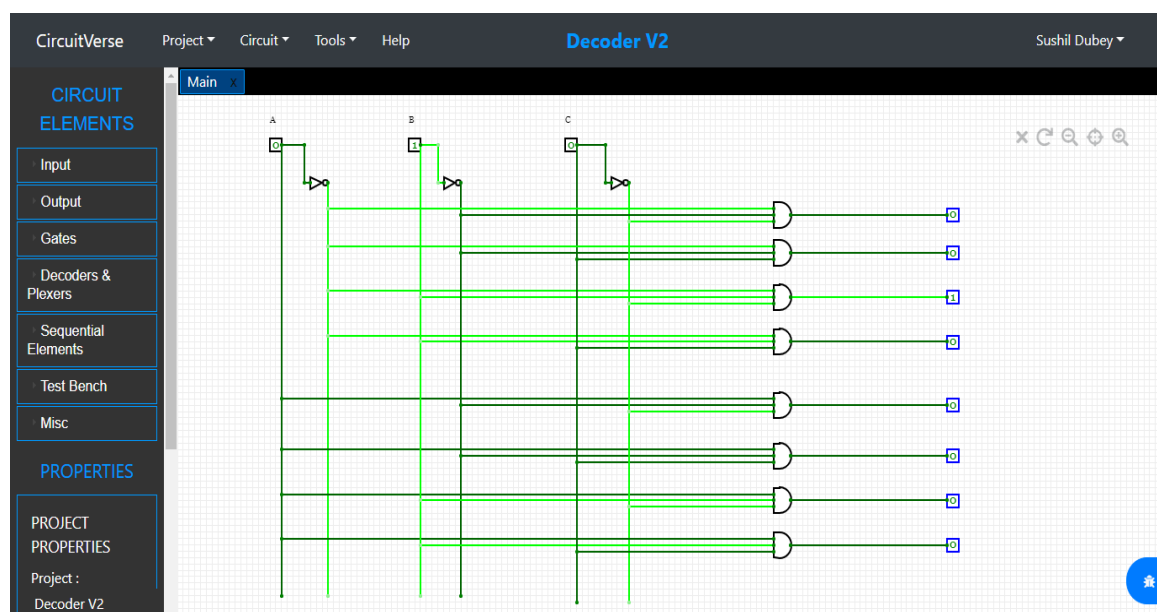 CircuitVerse Project Circuit Tools Help Decoder V2 Sushil Dubey
CIRCUIT
ELEMENTS
Input
Output
Gates
Decoders &
Plexers
Sequential
Elements
Test Bench
Misc
PROPERTIES
PROJECT
PROPERTIES
Project :
Decoder V2
Main x
A B C
0 1 0
0
0
1
0
0
0
0
0